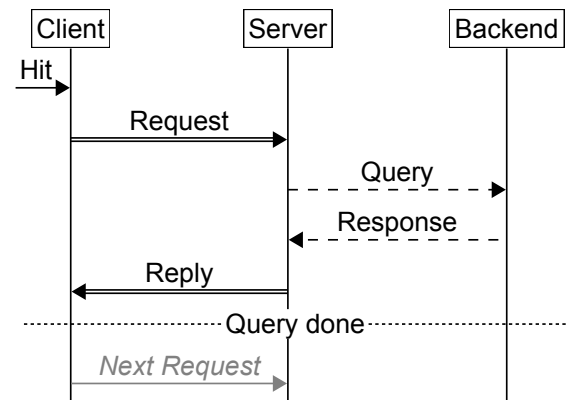 Client Server Backend
Hit
Request
Query
Response
Reply
Query done
Next Request